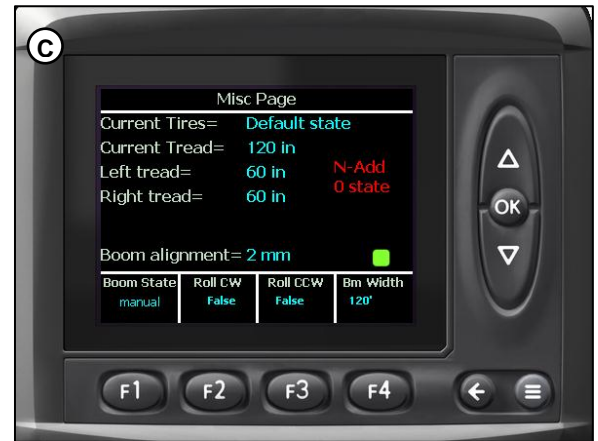 C
Misc Page
Current Tires= Default state
Current Tread= 120 in
Left tread= 60 in N-Add
Right tread= 60 in 0 state
Boom alignment= 2 mm
Boom State Roll CW Roll CCW Bm Width
manual False False 120'
OK
F1 F2 F3 F4